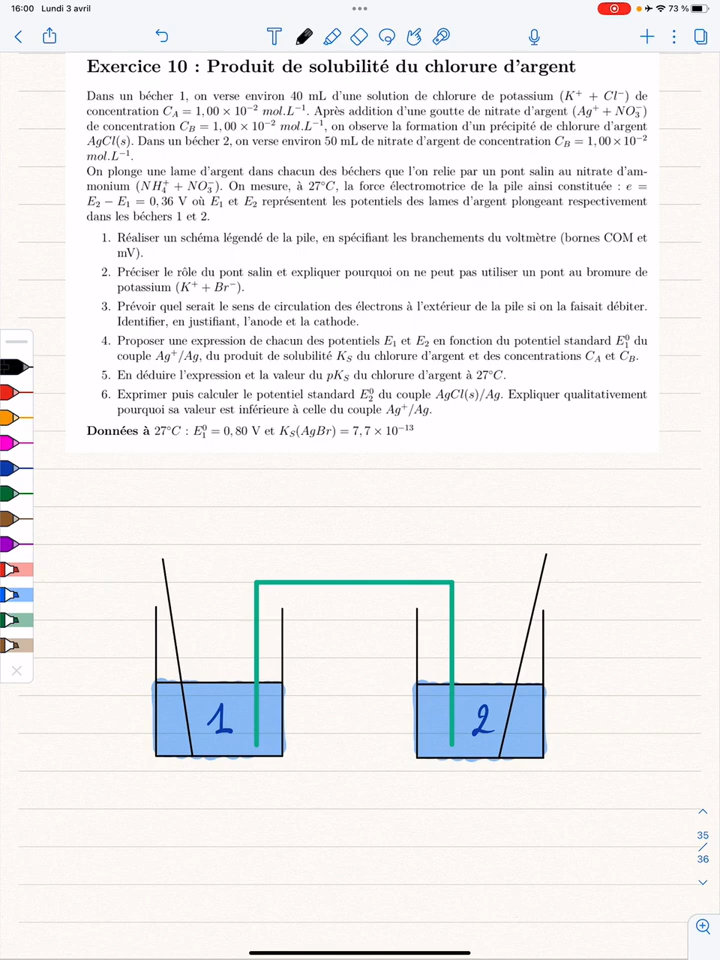 16:00 Lundi 3 avril
73 %
Exercice 10 : Produit de solubilité du chlorure d'argent
Dans un bécher 1, on verse environ 40 mL d'une solution de chlorure de potassium (K⁺ + Cl⁻) de
concentration C_A = 1,00 × 10⁻² mol.L⁻¹. Après addition d'une goutte de nitrate d'argent (Ag⁺ + NO₃⁻)
de concentration C_B = 1,00 × 10⁻² mol.L⁻¹, on observe la formation d'un précipité de chlorure d'argent
AgCl(s). Dans un bécher 2, on verse environ 50 mL de nitrate d'argent de concentration C_B = 1,00 × 10⁻²
mol.L⁻¹.
On plonge une lame d'argent dans chacun des béchers que l'on relie par un pont salin au nitrate d'am-
monium (NH₄⁺ + NO₃⁻). On mesure, à 27°C, la force électromotrice de la pile ainsi constituée : e =
E₂ − E₁ = 0,36 V où E₁ et E₂ représentent les potentiels des lames d'argent plongeant respectivement
dans les béchers 1 et 2.
1. Réaliser un schéma légendé de la pile, en spécifiant les branchements du voltmètre (bornes COM et
mV).
2. Préciser le rôle du pont salin et expliquer pourquoi on ne peut pas utiliser un pont au bromure de
potassium (K⁺ + Br⁻).
3. Prévoir quel serait le sens de circulation des électrons à l'extérieur de la pile si on la faisait débiter.
Identifier, en justifiant, l'anode et la cathode.
4. Proposer une expression de chacun des potentiels E₁ et E₂ en fonction du potentiel standard E₁⁰ du
couple Ag⁺/Ag, du produit de solubilité K_S du chlorure d'argent et des concentrations C_A et C_B.
5. En déduire l'expression et la valeur du pK_S du chlorure d'argent à 27°C.
6. Exprimer puis calculer le potentiel standard E₂⁰ du couple AgCl(s)/Ag. Expliquer qualitativement
pourquoi sa valeur est inférieure à celle du couple Ag⁺/Ag.
Données à 27°C : E₁⁰ = 0,80 V et K_S(AgBr) = 7,7 × 10⁻¹³
1
2
35
36